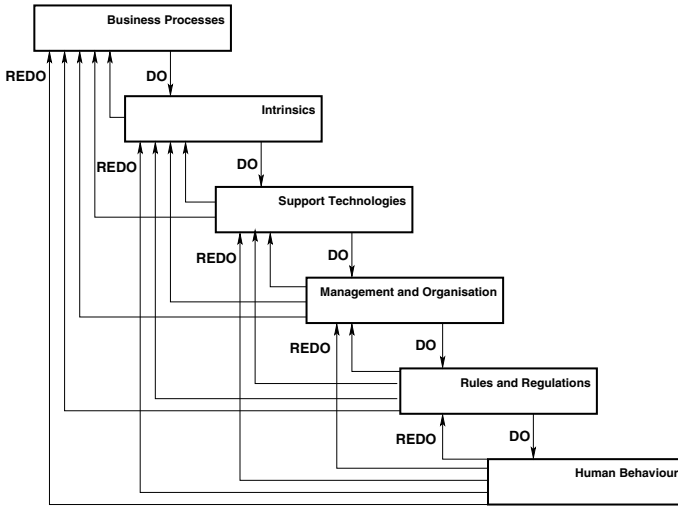 Business Processes
REDO
DO
Intrinsics
REDO
DO
Support Technologies
REDO
DO
Management and Organisation
REDO
DO
Rules and Regulations
REDO
DO
Human Behaviour